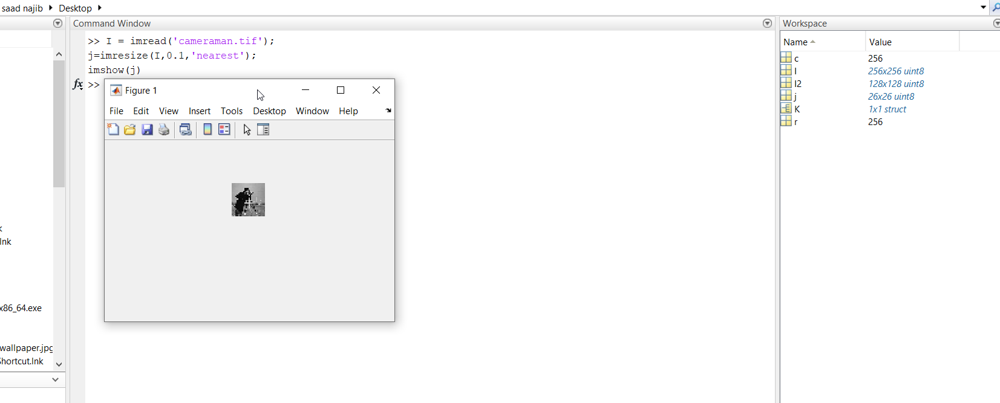 saad najib Desktop
Command Window
>> I = imread('cameraman.tif');
j=imresize(I,0.1,'nearest');
imshow(j)
fx >>
Figure 1
File Edit View Insert Tools Desktop Window Help
k
lnk
x86_64.exe
wallpaper.jpg
Shortcut.lnk
Workspace
Name Value
c 256
I 256x256 uint8
I2 128x128 uint8
j 26x26 uint8
K 1x1 struct
r 256